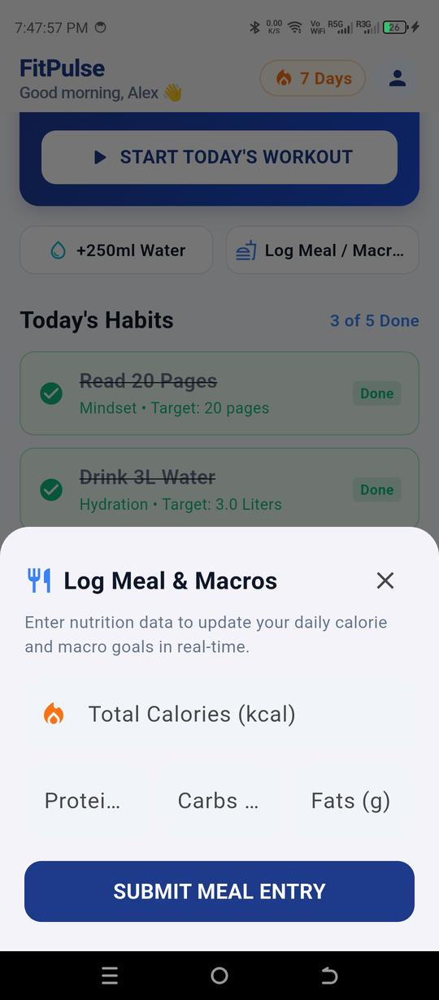 7:47:57 PM
0.00 K/S
Vo WiFi R5G R3G 26
FitPulse
Good morning, Alex 👋
7 Days
START TODAY'S WORKOUT
+250ml Water
Log Meal / Macr...
Today's Habits
3 of 5 Done
Read 20 Pages
Mindset • Target: 20 pages
Done
Drink 3L Water
Hydration • Target: 3.0 Liters
Done
Log Meal & Macros
Enter nutrition data to update your daily calorie
and macro goals in real-time.
Total Calories (kcal)
Protei... Carbs ... Fats (g)
SUBMIT MEAL ENTRY